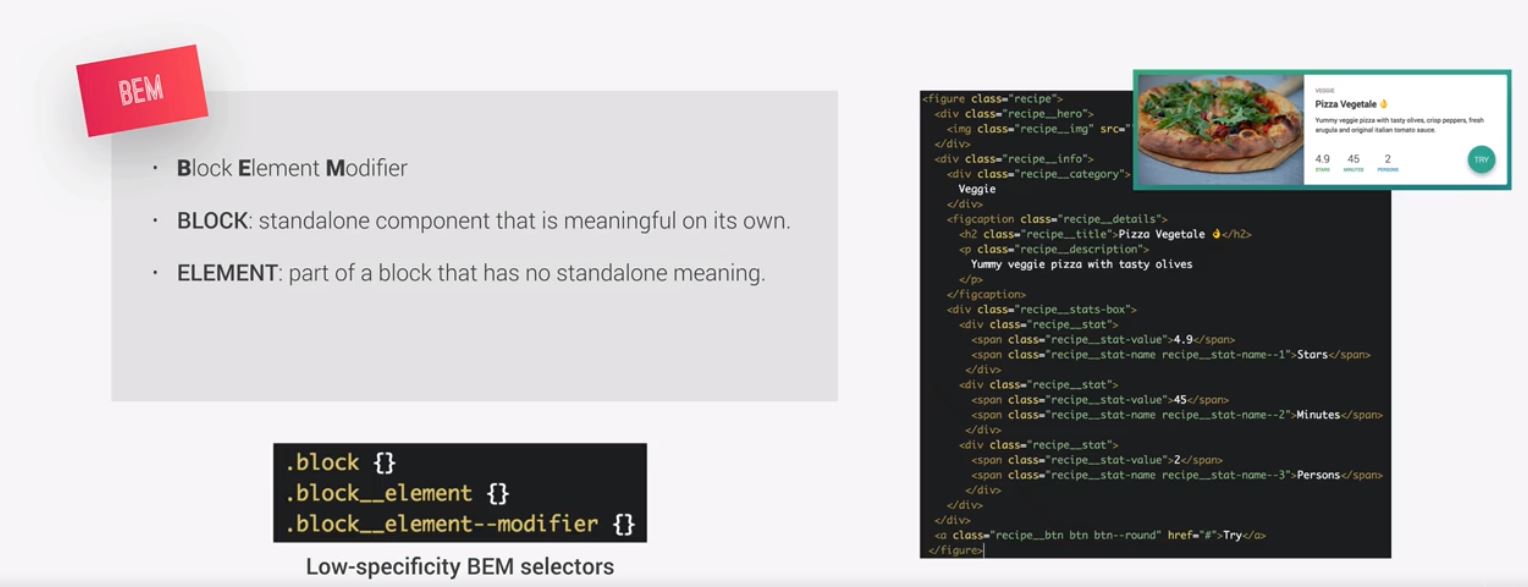 BEM
· Block Element Modifier
· BLOCK: standalone component that is meaningful on its own.
· ELEMENT: part of a block that has no standalone meaning.
.block {}
.block__element {}
.block__element--modifier {}
Low-specificity BEM selectors
<figure class="recipe">
<div class="recipe__hero">
<img class="recipe__img" src="
</div>
<div class="recipe__info">
<div class="recipe__category">
Veggie
</div>
<figcaption class="recipe__details">
<h2 class="recipe__title">Pizza Vegetale 👌</h2>
<p class="recipe__description">
Yummy veggie pizza with tasty olives
</p>
</figcaption>
<div class="recipe__stats-box">
<div class="recipe__stat">
<span class="recipe__stat-value">4.9</span>
<span class="recipe__stat-name recipe__stat-name--1">Stars</span>
</div>
<div class="recipe__stat">
<span class="recipe__stat-value">45</span>
<span class="recipe__stat-name recipe__stat-name--2">Minutes</span>
</div>
<div class="recipe__stat">
<span class="recipe__stat-value">2</span>
<span class="recipe__stat-name recipe__stat-name--3">Persons</span>
</div>
</div>
</div>
<a class="recipe__btn btn btn--round" href="#">Try</a>
</figure>
VEGGIE
Pizza Vegetale 👌
Yummy veggie pizza with tasty olives, crisp peppers, fresh
arugula and original italian tomato sauce.
4.9 45 2
STARS MINUTES PERSONS
TRY